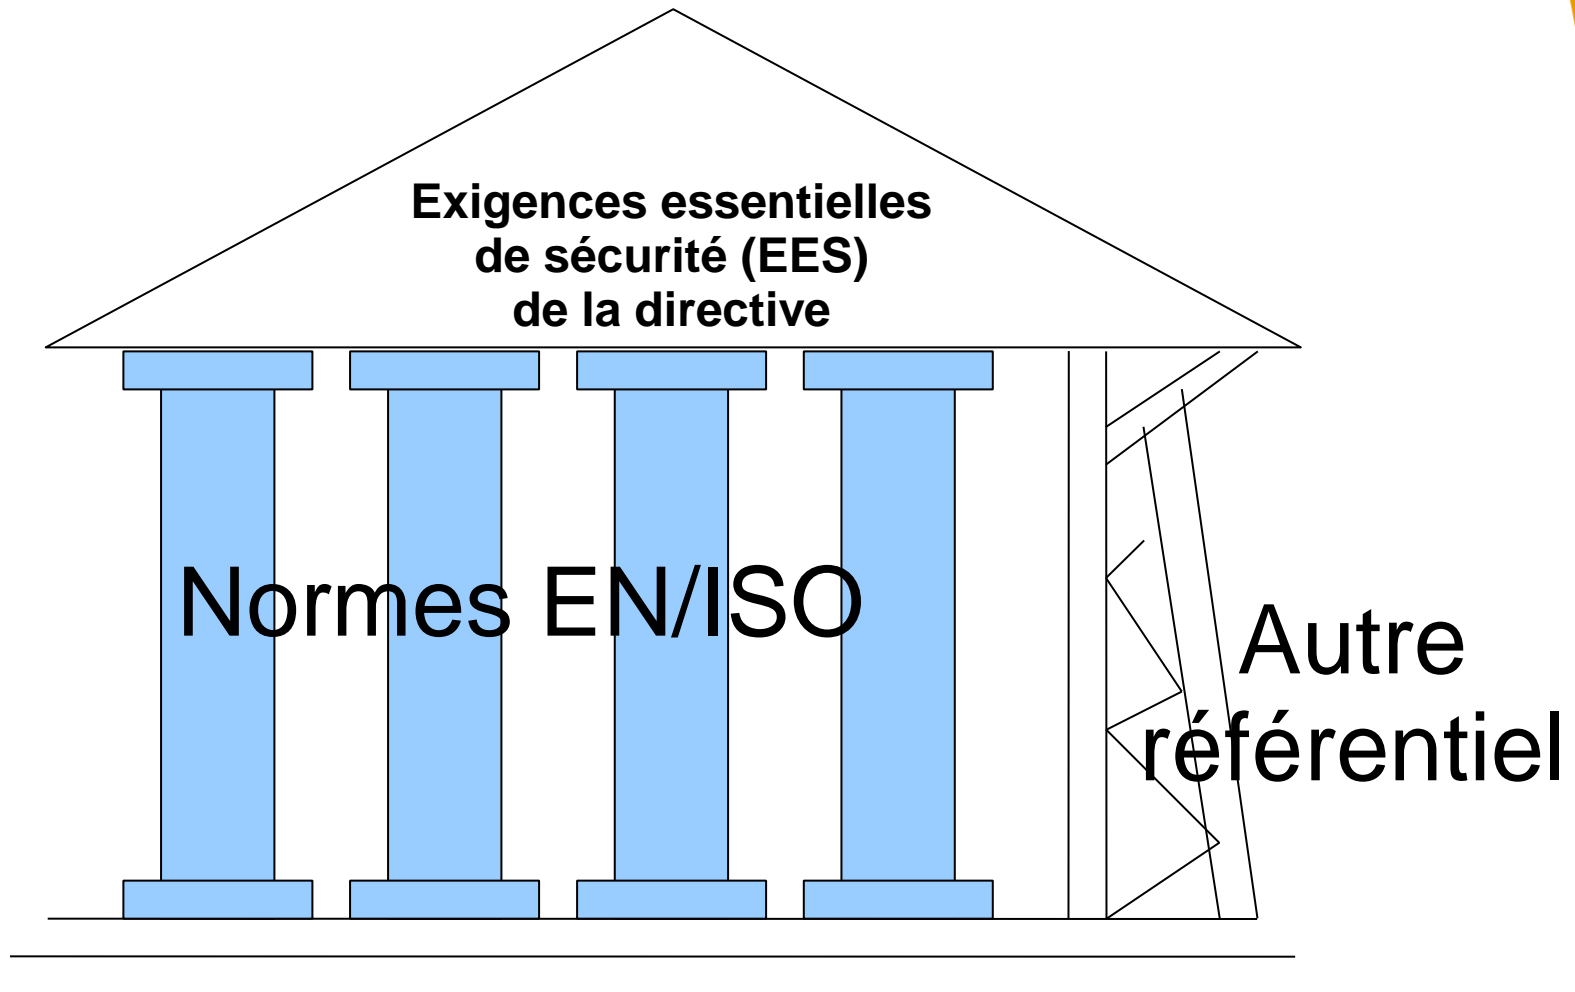 Exigences essentielles
de sécurité (EES)
de la directive
Normes EN/ISO
Autre
référentiel